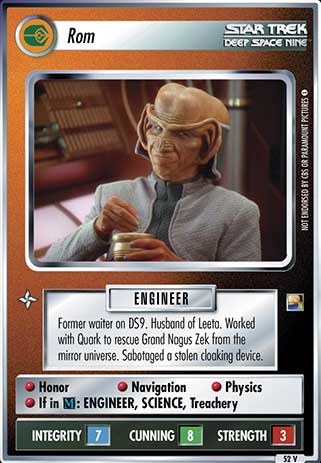 Rom
STAR TREK
DEEP SPACE NINE
NOT ENDORSED BY CBS OR PARAMOUNT PICTURES
ENGINEER
Former waiter on DS9. Husband of Leeta. Worked
with Quark to rescue Grand Nagus Zek from the
mirror universe. Sabotaged a stolen cloaking device.
Honor Navigation Physics
If in M: ENGINEER, SCIENCE, Treachery
INTEGRITY 7 CUNNING 8 STRENGTH 3
52 V